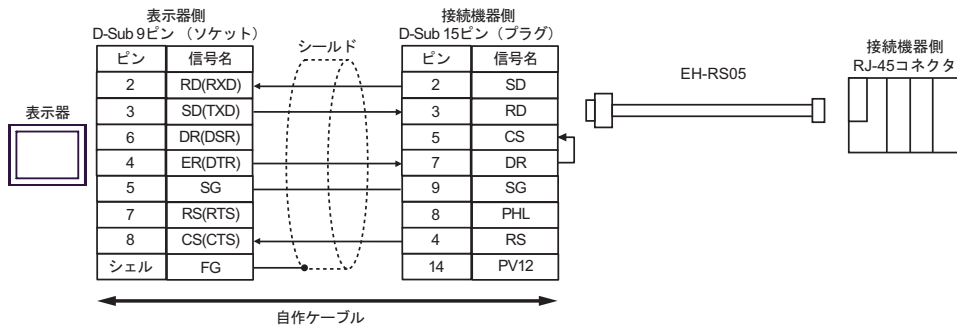 表示器側
D-Sub 9ピン （ソケット）
接続機器側
D-Sub 15ピン（プラグ）
シールド
接続機器側
RJ-45コネクタ
EH-RS05
表示器
ピン 信号名 ピン 信号名
2 RD(RXD) 2 SD
3 SD(TXD) 3 RD
6 DR(DSR) 5 CS
4 ER(DTR) 7 DR
5 SG 9 SG
7 RS(RTS) 8 PHL
8 CS(CTS) 4 RS
シェル FG 14 PV12
自作ケーブル